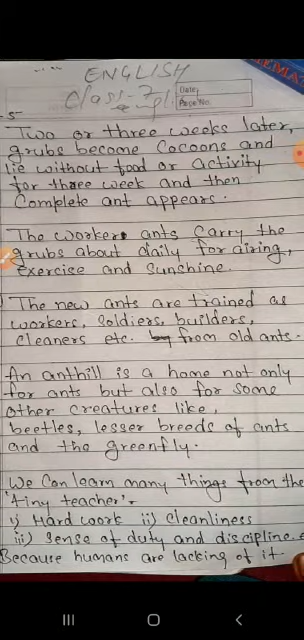 ENGLISH
Class-7
Date
Page No.
5-
Two or three weeks later,
grubs become Cocoons and
lie without food or activity
for three week and then
Complete ant appears.
The workers ants carry the
grubs about daily for airing,
exercise and sunshine.
The new ants are trained as
workers, soldiers, builders,
cleaners etc. from old ants.
An anthill is a home not only
for ants but also for some
other creatures like,
beetles, lesser breeds of ants
and the greenfly.
We can learn many things from the
'tiny teacher'.
i) Hard work ii) cleanliness
iii) Sense of duty and discipline.
Because humans are lacking of it